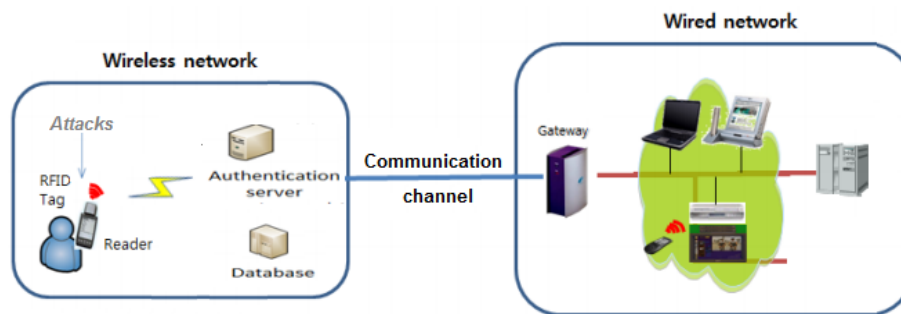 Wired network
Wireless network
Attacks
RFID
Tag
Reader
Authentication
server
Database
Communication
channel
Gateway